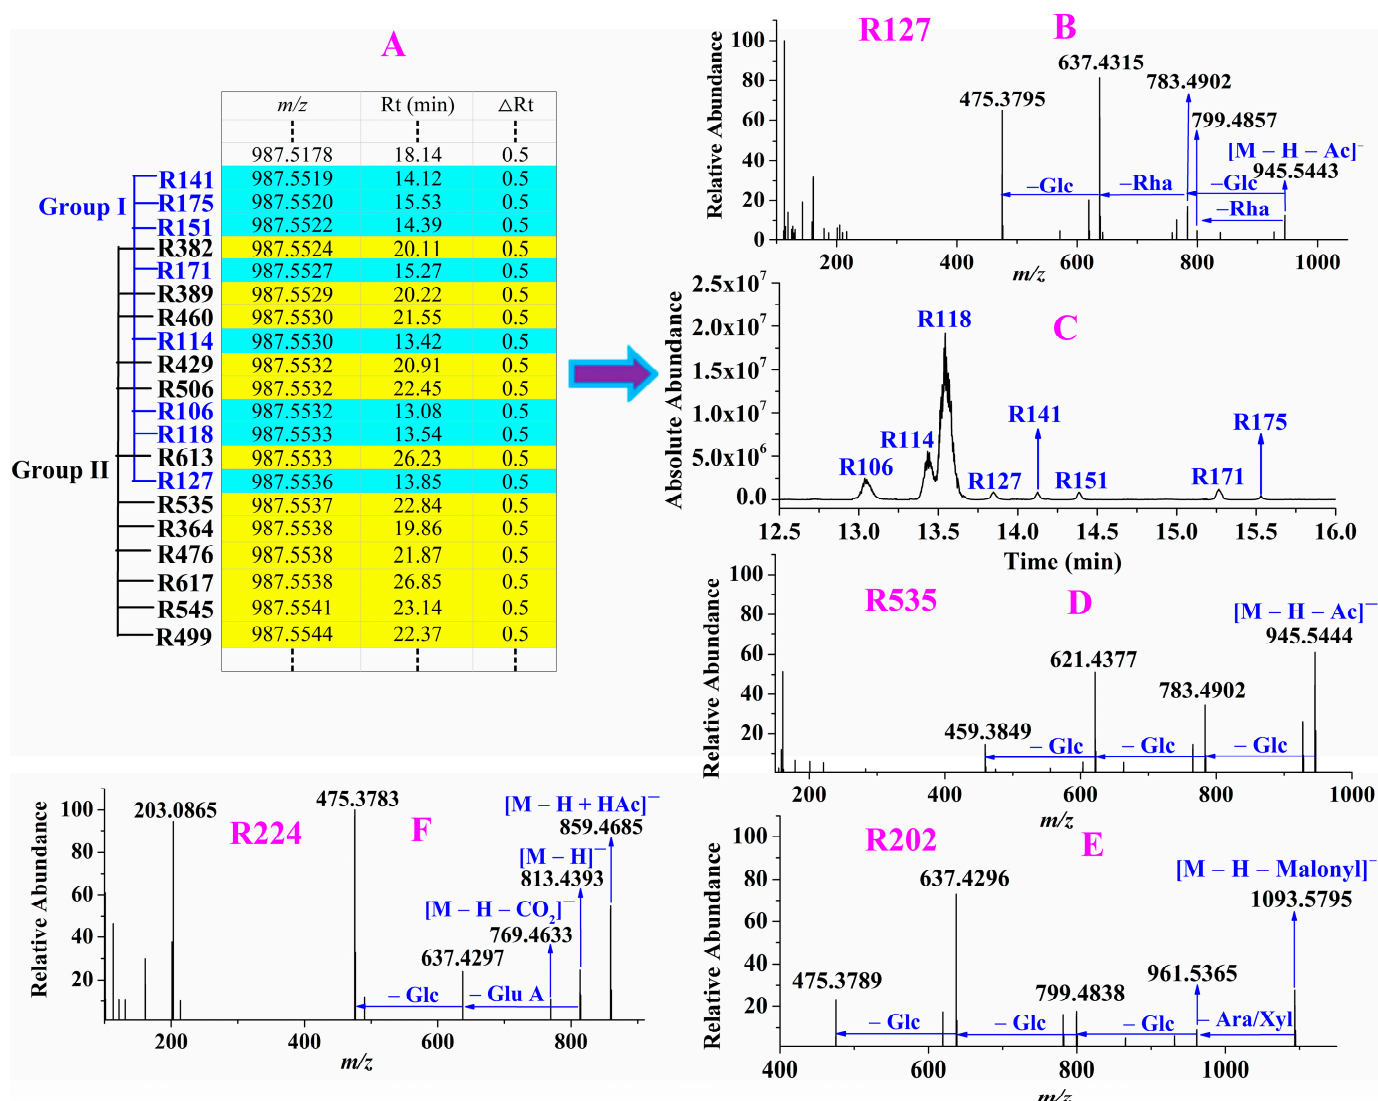 A
m/z Rt (min) △Rt
987.5178 18.14 0.5
R141 987.5519 14.12 0.5
Group I
R175 987.5520 15.53 0.5
R151 987.5522 14.39 0.5
R382 987.5524 20.11 0.5
R171 987.5527 15.27 0.5
R389 987.5529 20.22 0.5
R460 987.5530 21.55 0.5
R114 987.5530 13.42 0.5
R429 987.5532 20.91 0.5
R506 987.5532 22.45 0.5
R106 987.5532 13.08 0.5
R118 987.5533 13.54 0.5
R613 987.5533 26.23 0.5
Group II
R127 987.5536 13.85 0.5
R535 987.5537 22.84 0.5
R364 987.5538 19.86 0.5
R476 987.5538 21.87 0.5
R617 987.5538 26.85 0.5
R545 987.5541 23.14 0.5
R499 987.5544 22.37 0.5
R127 B
Relative Abundance
100
80
60
40
20
0
475.3795
637.4315
783.4902
799.4857
[M – H – Ac]⁻
945.5443
–Glc
–Rha
–Glc
–Rha
200 400 600 800 1000
m/z
C
Absolute Abundance
2.5x10⁷
2.0x10⁷
1.5x10⁷
1.0x10⁷
5.0x10⁶
0.0
R106
R114
R118
R127
R141
R151
R171
R175
12.5 13.0 13.5 14.0 14.5 15.0 15.5 16.0
Time (min)
R535 D
Relative Abundance
100
80
60
40
20
459.3849
621.4377
783.4902
[M – H – Ac]⁻
945.5444
– Glc
– Glc
– Glc
200 400 600 800 1000
m/z
R202 E
Relative Abundance
100
80
60
40
20
475.3789
637.4296
799.4838
961.5365
[M – H – Malonyl]⁻
1093.5795
– Glc
– Glc
– Glc
– Ara/Xyl
400 600 800 1000
m/z
R224 F
Relative Abundance
100
80
60
40
20
203.0865
475.3783
637.4297
[M – H – CO₂]⁻
769.4633
[M – H]⁻
813.4393
[M – H + HAc]⁻
859.4685
– Glc
– Glu A
200 400 600 800
m/z